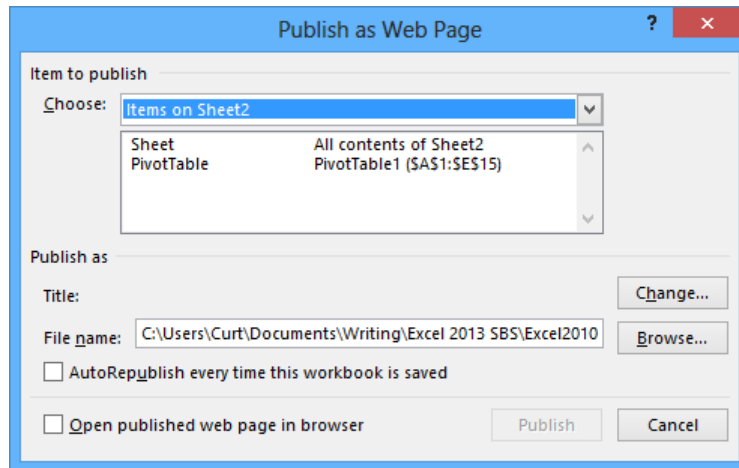 Publish as Web Page ?
Item to publish
Choose: Items on Sheet2
Sheet All contents of Sheet2
PivotTable PivotTable1 ($A$1:$E$15)
Publish as
Title: Change...
File name: C:\Users\Curt\Documents\Writing\Excel 2013 SBS\Excel2010 Browse...
AutoRepublish every time this workbook is saved
Open published web page in browser Publish Cancel